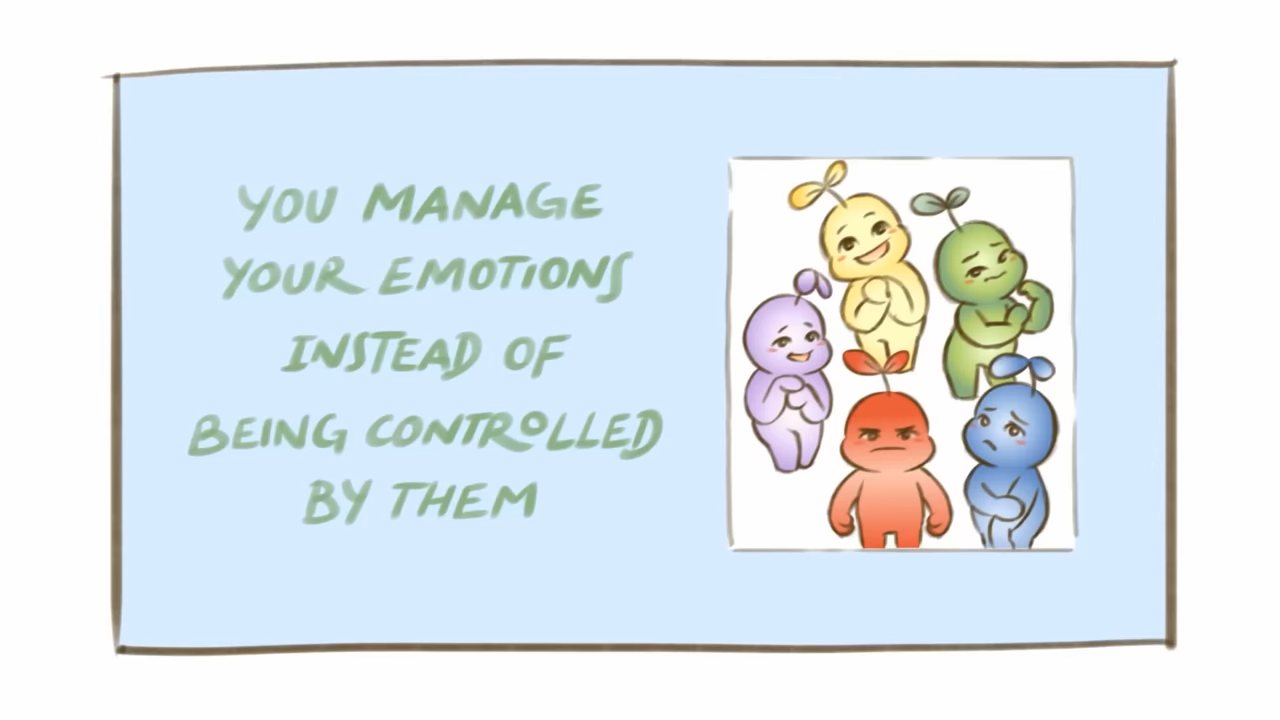 YOU MANAGE
YOUR EMOTIONS
INSTEAD OF
BEING CONTROLLED
BY THEM